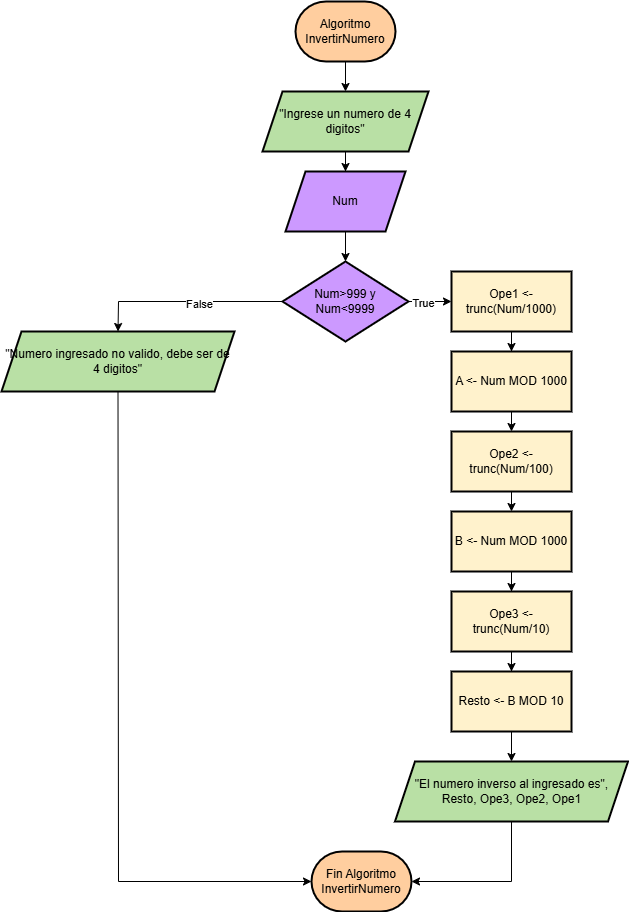 Algoritmo
InvertirNumero
"Ingrese un numero de 4
digitos"
Num
Num>999 y
Num<9999
False
True
"Numero ingresado no valido, debe ser de
4 digitos"
Ope1 <-
trunc(Num/1000)
A <- Num MOD 1000
Ope2 <-
trunc(Num/100)
B <- Num MOD 1000
Ope3 <-
trunc(Num/10)
Resto <- B MOD 10
"El numero inverso al ingresado es",
Resto, Ope3, Ope2, Ope1
Fin Algoritmo
InvertirNumero